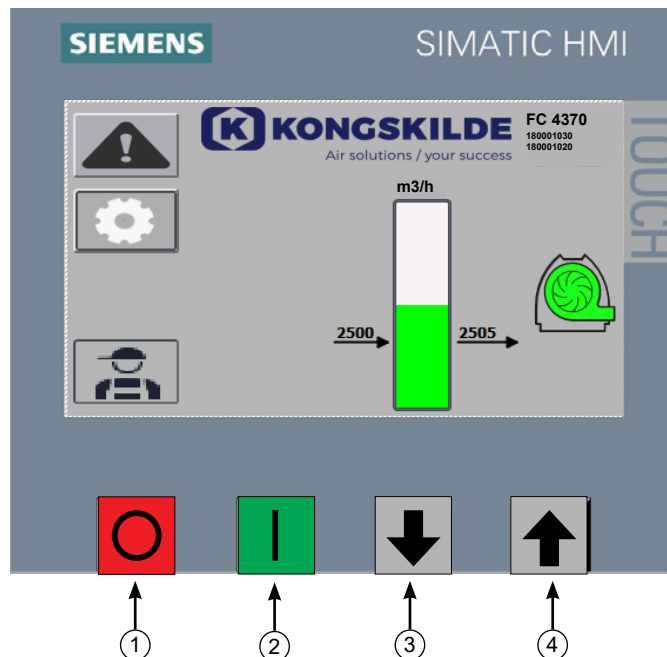 SIEMENS
SIMATIC HMI
TOUCH
K KONGSKILDE
Air solutions / your success
FC 4370
180001030
180001020
m3/h
2500
2505
1
2
3
4